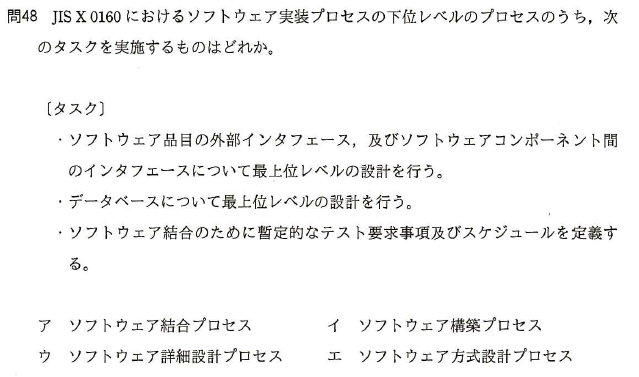 問48 JIS X 0160 におけるソフトウェア実装プロセスの下位レベルのプロセスのうち，次
のタスクを実施するものはどれか。
〔タスク〕
・ソフトウェア品目の外部インタフェース，及びソフトウェアコンポーネント間
のインタフェースについて最上位レベルの設計を行う。
・データベースについて最上位レベルの設計を行う。
・ソフトウェア結合のために暫定的なテスト要求事項及びスケジュールを定義す
る。
ア ソフトウェア結合プロセス イ ソフトウェア構築プロセス
ウ ソフトウェア詳細設計プロセス エ ソフトウェア方式設計プロセス